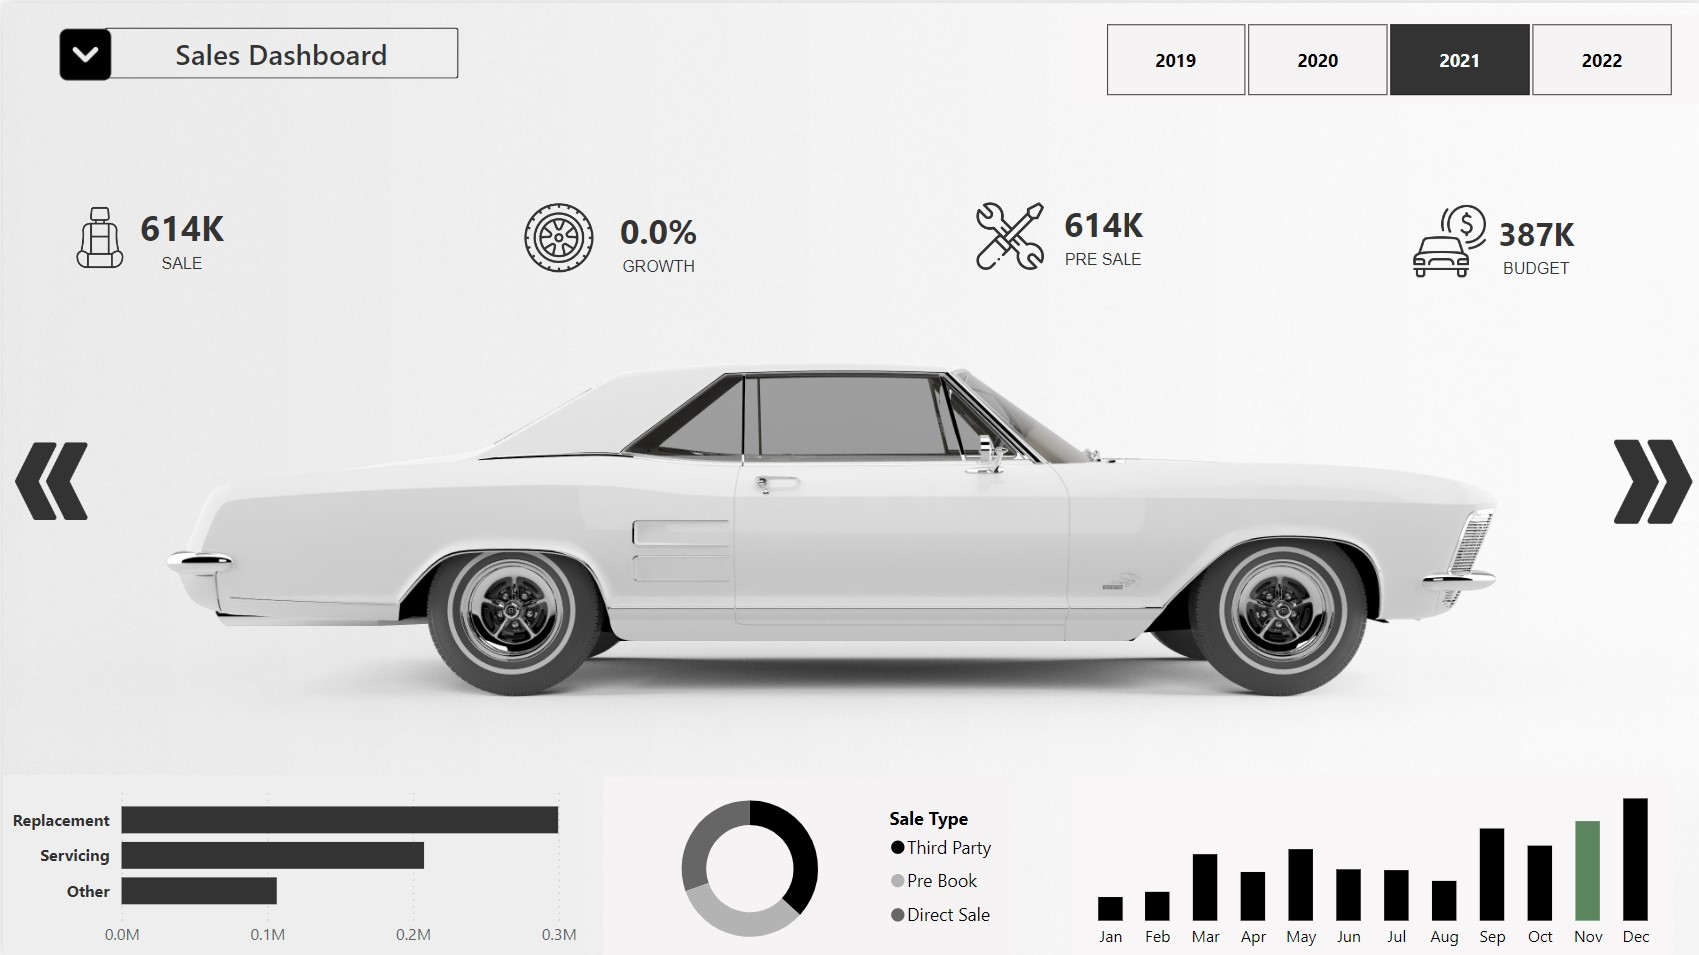 Sales Dashboard
2019 2020 2021 2022
614K
SALE
0.0%
GROWTH
614K
PRE SALE
$
387K
BUDGET
Replacement
Servicing
Other
0.0M 0.1M 0.2M 0.3M
Sale Type
Third Party
Pre Book
Direct Sale
Jan Feb Mar Apr May Jun Jul Aug Sep Oct Nov Dec